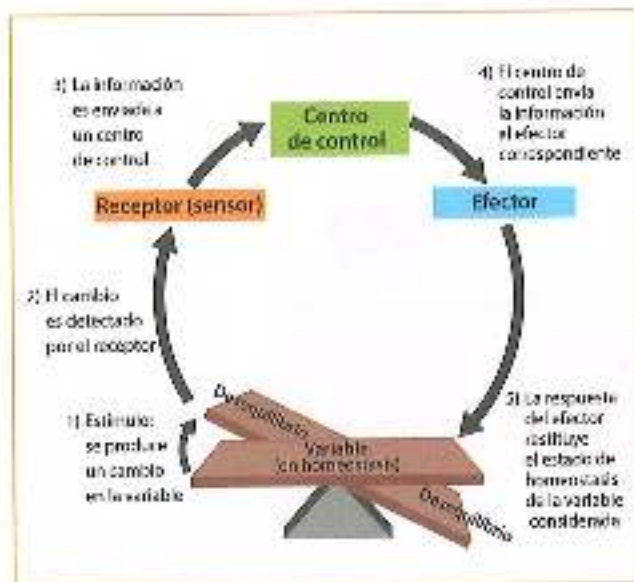 3) La información
es enviada a
un centro
de control
Centro
de control
4) El centro de
control envía
la información
al efector
correspondiente
Receptor (sensor)
Efector
2) El cambio
es detectado
por el receptor
1) Estímulo:
se produce
un cambio
en la variable
Desequilibrio
Variable
(en homeostasis)
Desequilibrio
5) La respuesta
del efector
restituye
el estado de
homeostasis
de la variable
considerada